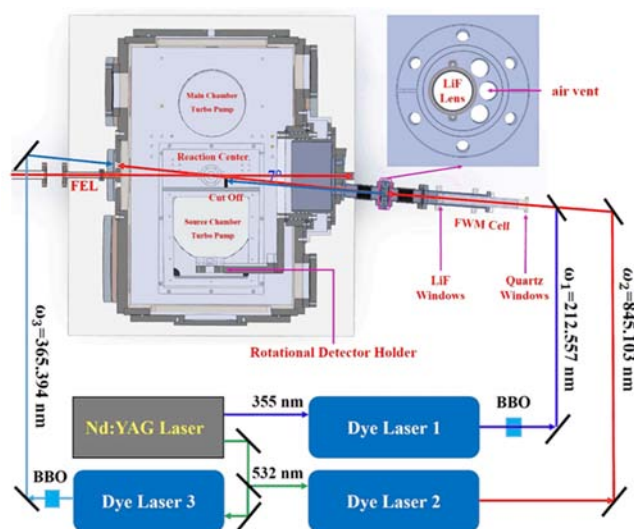 Main Chamber
Turbo Pump
LiF
Lens
air vent
Reaction Center
7°
FEL
Cut Off
Source Chamber
Turbo Pump
FWM Cell
LiF
Windows
Quartz
Windows
Rotational Detector Holder
ω1=212.557 nm
ω2=845.103 nm
ω3=365.394 nm
Nd:YAG Laser
355 nm
Dye Laser 1
BBO
532 nm
BBO
Dye Laser 3
Dye Laser 2